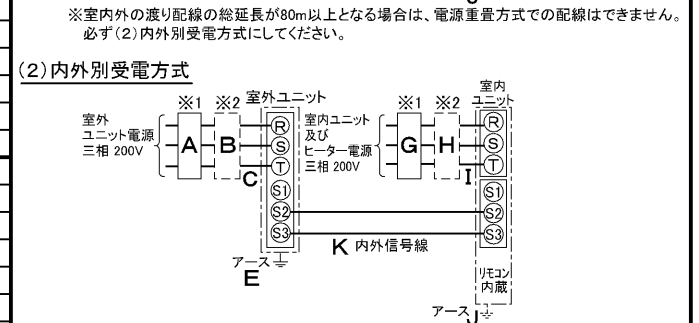 ※室内外の渡り配線の総延長が80m以上となる場合は、電源重畳方式での配線はできません。
必ず(2)内外別受電方式にしてください。
(2)内外別受電方式
※1 ※2 室外ユニット
室外
ユニット電源
三相 200V
A
B
C
R
S
T
S1
S2
S3
アース
E
※1 ※2
室内
ユニット
室内ユニット
及び
ヒーター電源
三相 200V
G
H
I
R
S
T
S1
S2
S3
K 内外信号線
リモコン
内蔵
アース
J